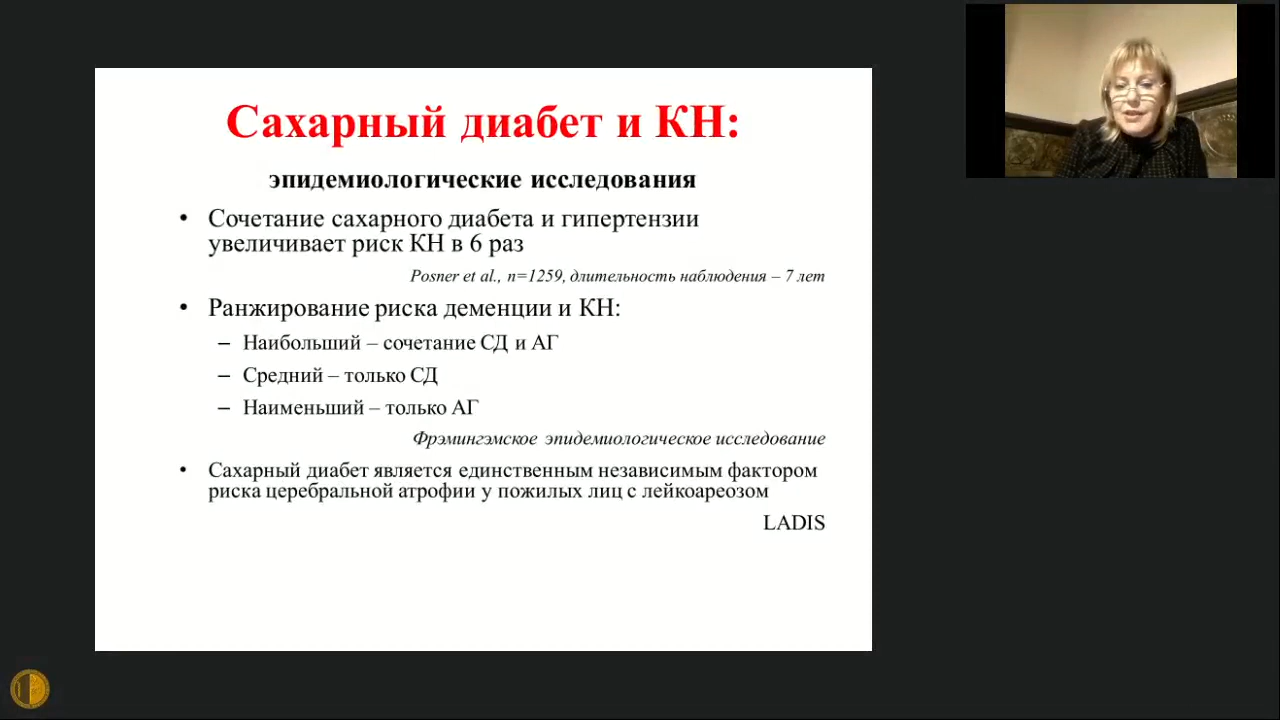 Сахарный диабет и КН:
эпидемиологические исследования
• Сочетание сахарного диабета и гипертензии
увеличивает риск КН в 6 раз
Posner et al., n=1259, длительность наблюдения – 7 лет
• Ранжирование риска деменции и КН:
– Наибольший – сочетание СД и АГ
– Средний – только СД
– Наименьший – только АГ
Фрэмингэмское эпидемиологическое исследование
• Сахарный диабет является единственным независимым фактором
риска церебральной атрофии у пожилых лиц с лейкоареозом
LADIS